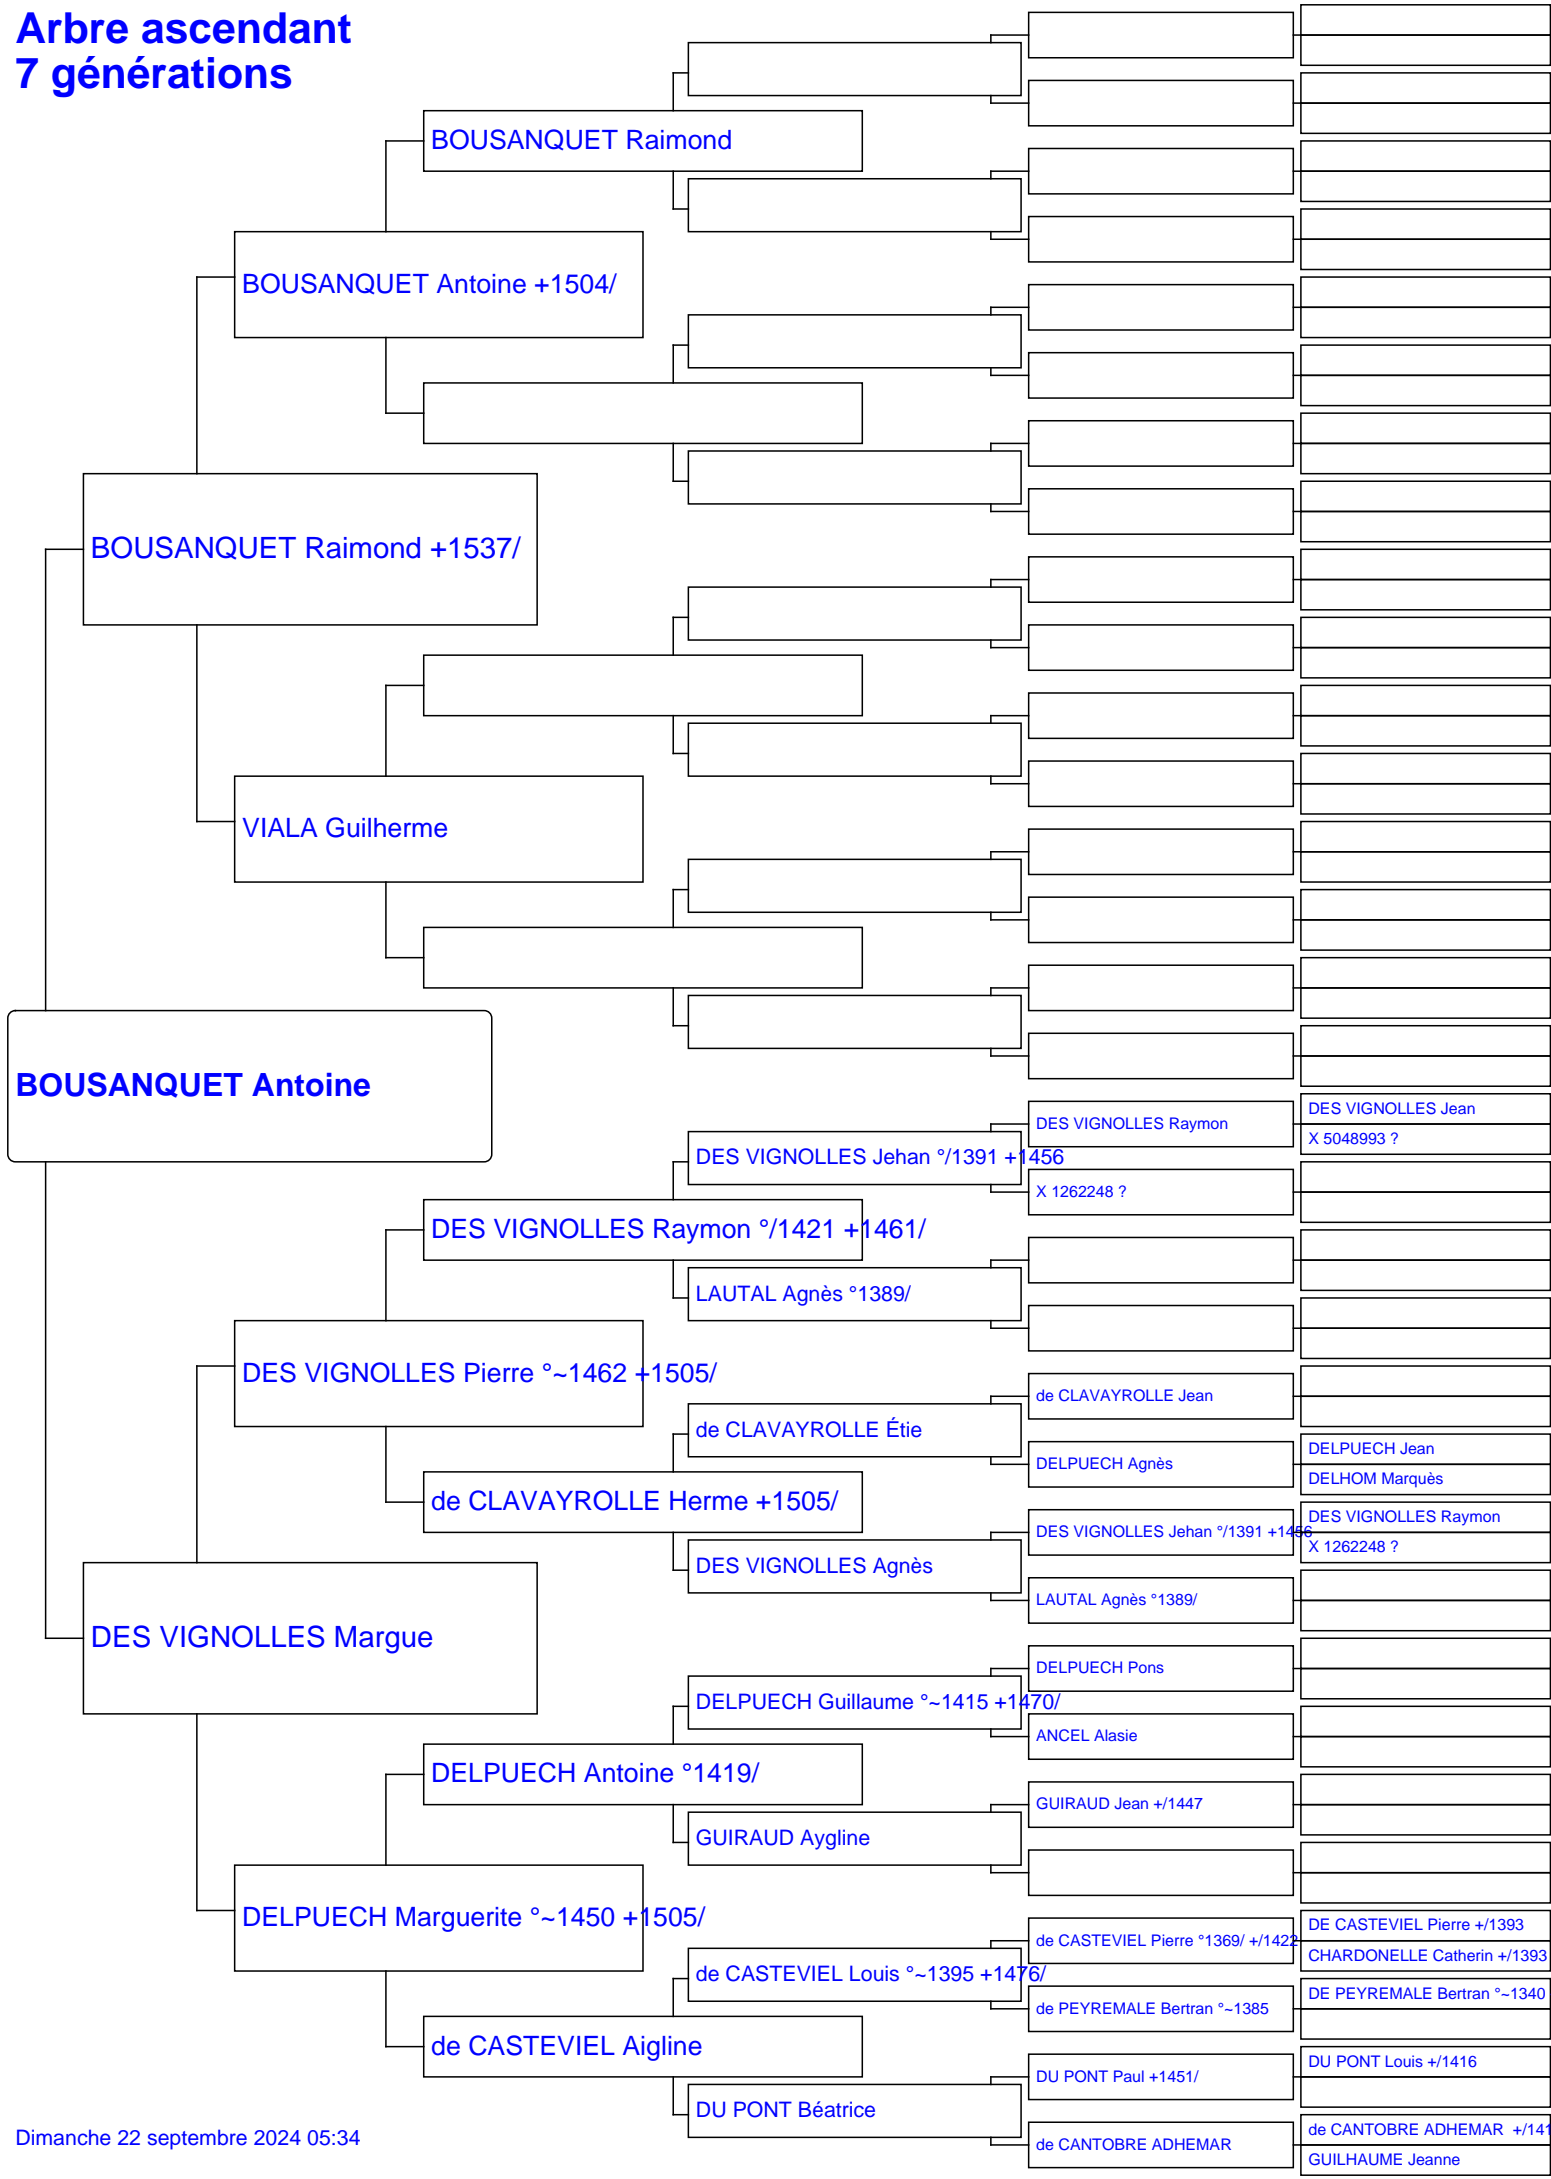 Arbre ascendant
7 générations
BOUSANQUET Raimond
BOUSANQUET Antoine +1504/
BOUSANQUET Raimond +1537/
VIALA Guilherme
BOUSANQUET Antoine
DES VIGNOLLES Jean
DES VIGNOLLES Raymon
X 5048993 ?
DES VIGNOLLES Jehan °/1391 +1456
X 1262248 ?
DES VIGNOLLES Raymon °/1421 +1461/
LAUTAL Agnès °1389/
DES VIGNOLLES Pierre °~1462 +1505/
de CLAVAYROLLE Jean
de CLAVAYROLLE Étie
DELPUECH Jean
DELPUECH Agnès
DELHOM Marquès
de CLAVAYROLLE Herme +1505/
DES VIGNOLLES Raymon
DES VIGNOLLES Jehan °/1391 +1456
X 1262248 ?
DES VIGNOLLES Agnès
LAUTAL Agnès °1389/
DES VIGNOLLES Margue
DELPUECH Pons
DELPUECH Guillaume °~1415 +1470/
ANCEL Alasie
DELPUECH Antoine °1419/
GUIRAUD Jean +/1447
GUIRAUD Aygline
DELPUECH Marguerite °~1450 +1505/
DE CASTEVIEL Pierre +/1393
de CASTEVIEL Pierre °1369/ +/1422
CHARDONELLE Catherin +/1393
de CASTEVIEL Louis °~1395 +1476/
DE PEYREMALE Bertran °~1340
de PEYREMALE Bertran °~1385
de CASTEVIEL Aigline
DU PONT Louis +/1416
DU PONT Paul +1451/
DU PONT Béatrice
de CANTOBRE ADHEMAR +/141
de CANTOBRE ADHEMAR
GUILHAUME Jeanne
Dimanche 22 septembre 2024 05:34